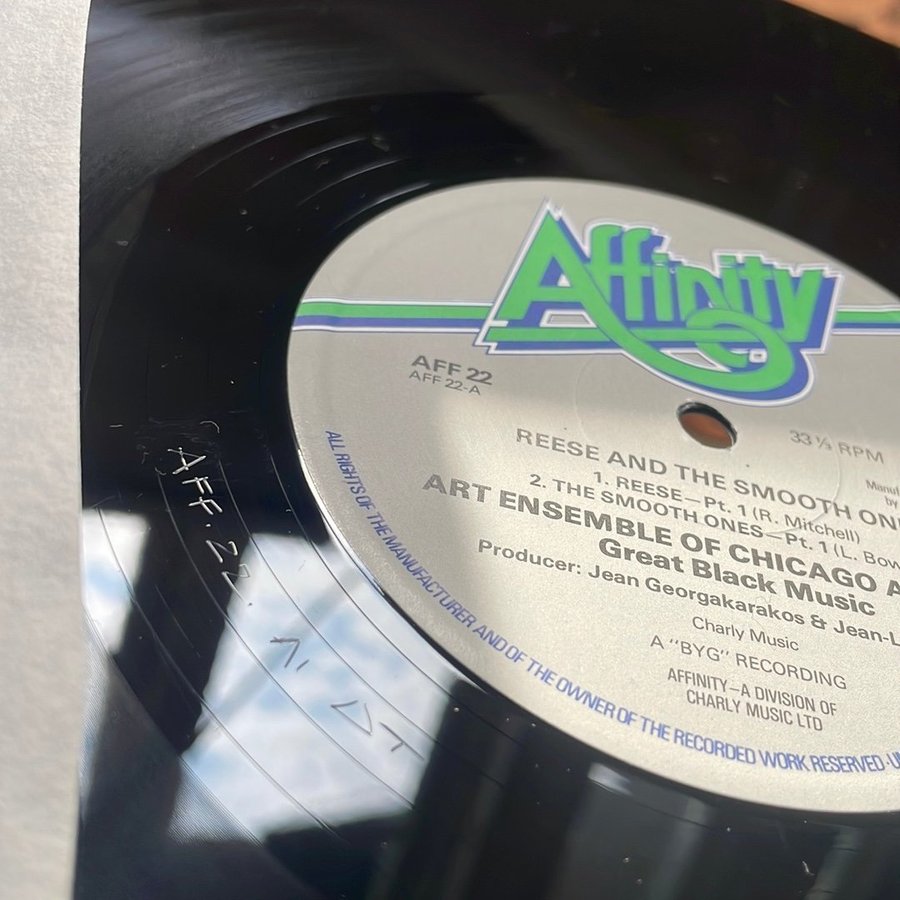 Affinity
AFF 22
AFF 22-A
33⅓ RPM
Manuf
by
REESE AND THE SMOOTH ONE
1. REESE—Pt. 1 (R. Mitchell)
2. THE SMOOTH ONES—Pt. 1 (L. Bow
ART ENSEMBLE OF CHICAGO A
Great Black Music
Producer: Jean Georgakarakos & Jean-L
Charly Music
A "BYG" RECORDING
AFFINITY—A DIVISION OF
CHARLY MUSIC LTD
ALL RIGHTS OF THE MANUFACTURER AND OF THE OWNER OF THE RECORDED WORK RESERVED·U
AFF·22